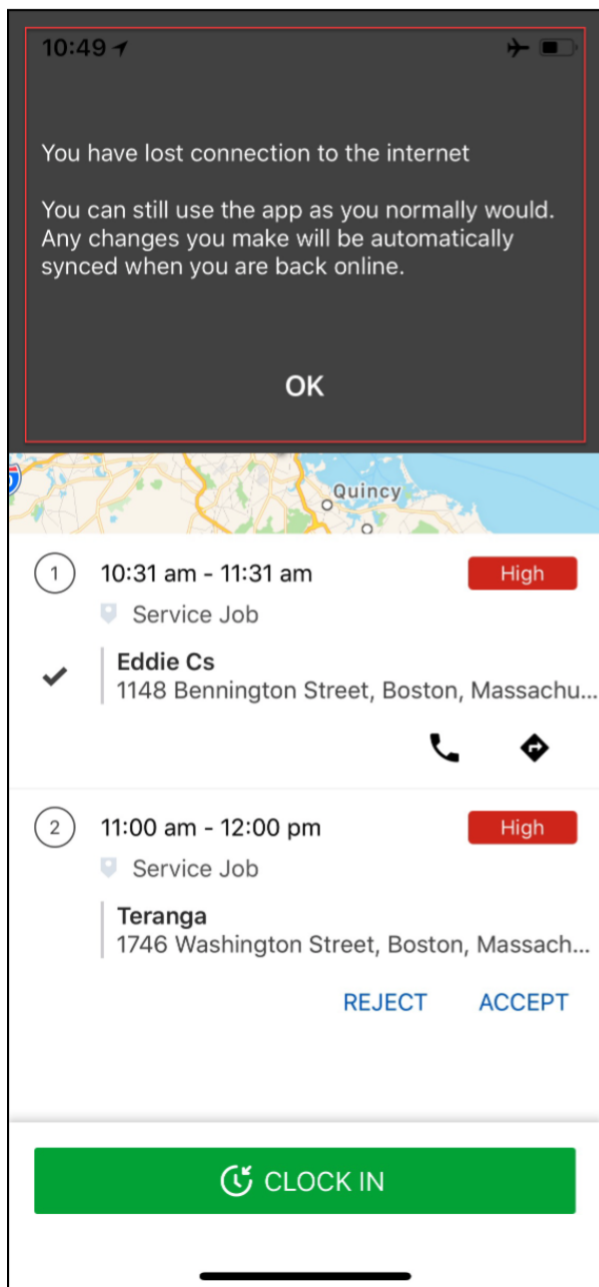 10:49
You have lost connection to the internet
You can still use the app as you normally would.
Any changes you make will be automatically
synced when you are back online.
OK
Quincy
1
10:31 am - 11:31 am
High
Service Job
Eddie Cs
1148 Bennington Street, Boston, Massachu...
2
11:00 am - 12:00 pm
High
Service Job
Teranga
1746 Washington Street, Boston, Massach...
REJECT
ACCEPT
CLOCK IN